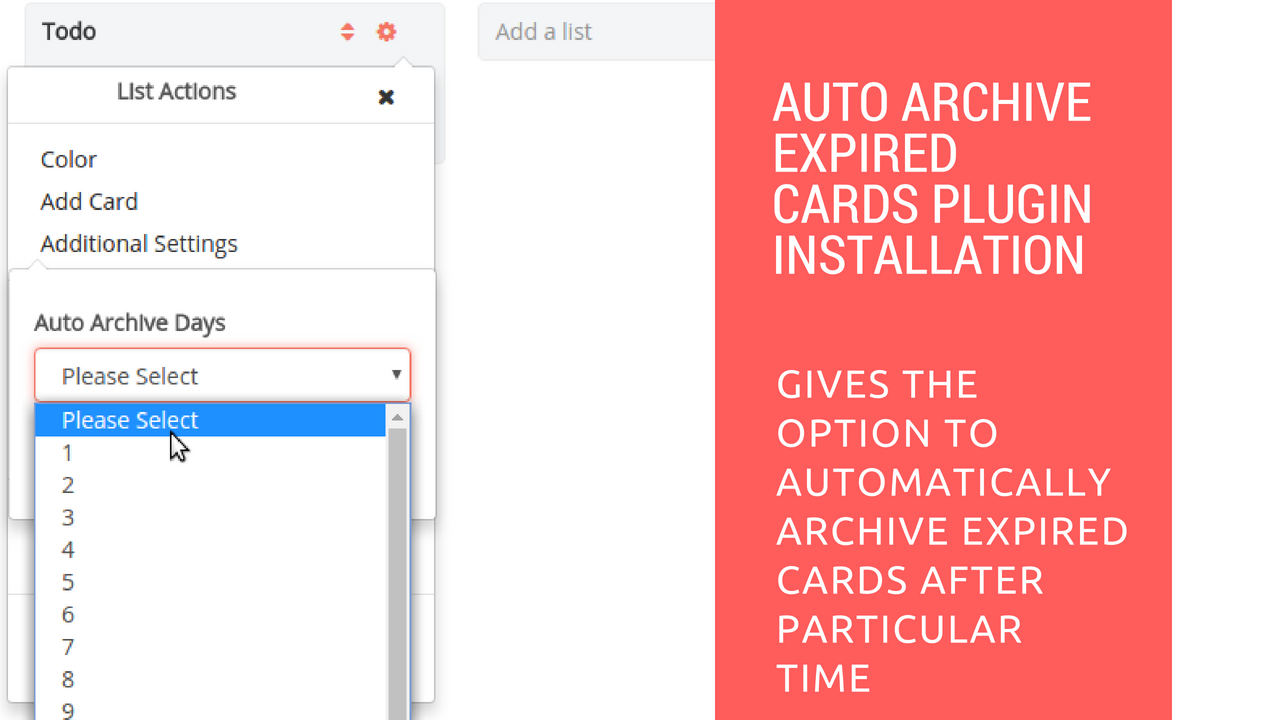 Todo
Add a list
List Actions
Color
Add Card
Additional Settings
Auto Archive Days
Please Select
Please Select
1
2
3
4
5
6
7
8
9
AUTO ARCHIVE
EXPIRED
CARDS PLUGIN
INSTALLATION
GIVES THE
OPTION TO
AUTOMATICALLY
ARCHIVE EXPIRED
CARDS AFTER
PARTICULAR
TIME